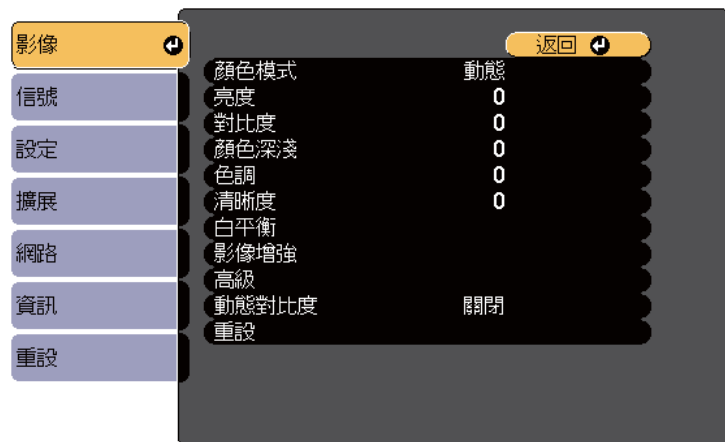 影像
信號
設定
擴展
網路
資訊
重設
返回
顏色模式 動態
亮度 0
對比度 0
顏色深淺 0
色調 0
清晰度 0
白平衡
影像增強
高級
動態對比度 關閉
重設